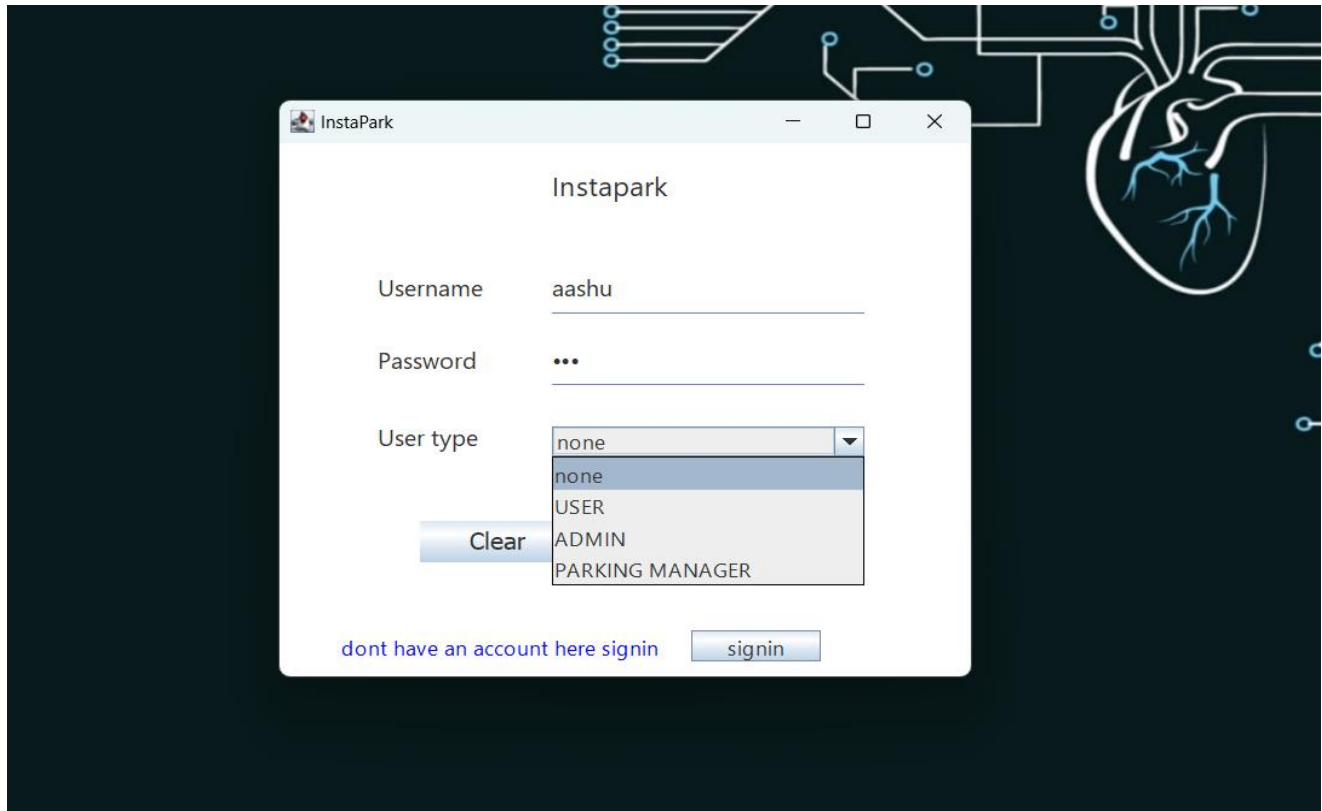 InstaPark
Instapark
Username aashu
Password •••
User type none
none
USER
Clear ADMIN
PARKING MANAGER
dont have an account here signin signin